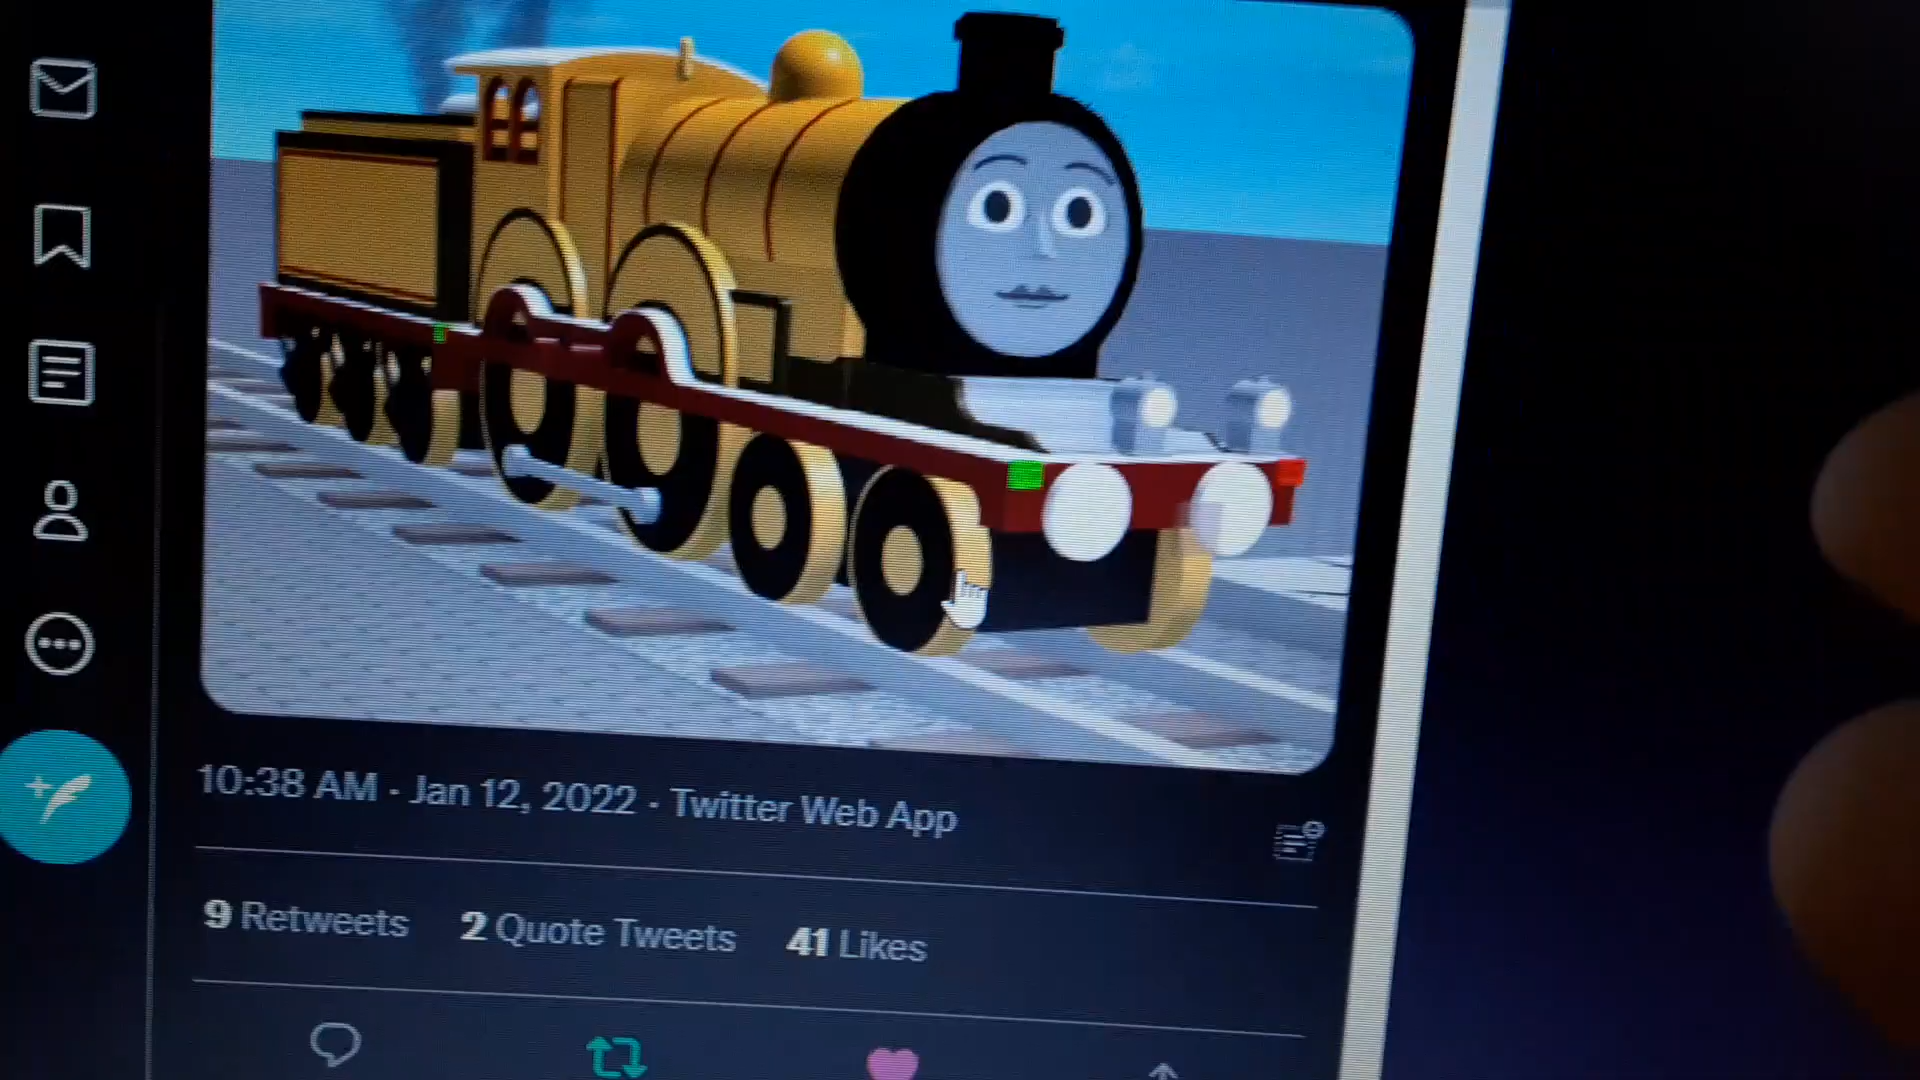 10:38 AM · Jan 12, 2022 · Twitter Web App
9 Retweets 2 Quote Tweets 41 Likes